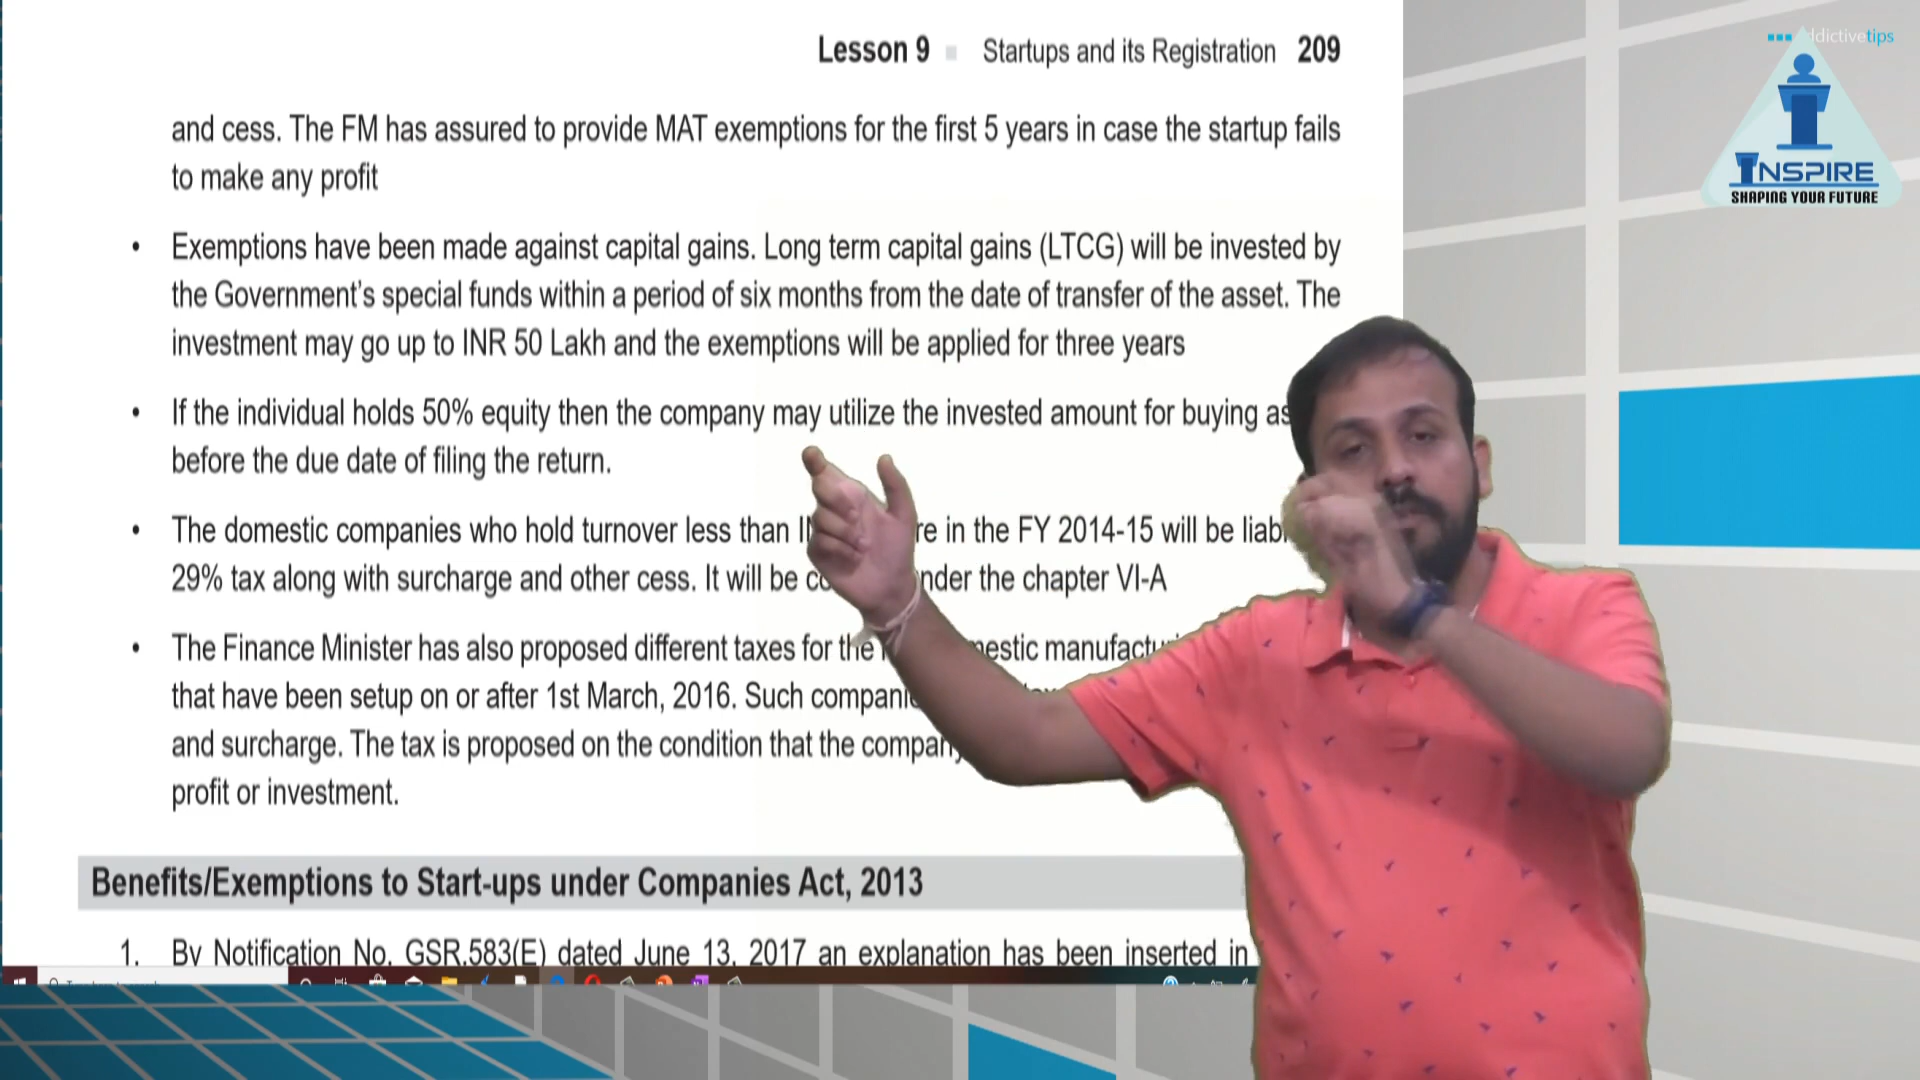 Lesson 9 Startups and its Registration 209
and cess. The FM has assured to provide MAT exemptions for the first 5 years in case the startup fails
to make any profit
• Exemptions have been made against capital gains. Long term capital gains (LTCG) will be invested by
the Government's special funds within a period of six months from the date of transfer of the asset. The
investment may go up to INR 50 Lakh and the exemptions will be applied for three years
• If the individual holds 50% equity then the company may utilize the invested amount for buying
before the due date of filing the return.
• The domestic companies who hold turnover less than in the FY 2014-15 will be
29% tax along with surcharge and other cess. It will be the chapter VI-A
• The Finance Minister has also proposed different taxes for the
that have been setup on or after 1st March, 2016. Such
and surcharge. The tax is proposed on the condition that the
profit or investment.
Benefits/Exemptions to Start-ups under Companies Act, 2013
1. By Notification No. GSR.583(E) dated June 13, 2017 an explanation has been inserted in
addictivetips
INSPIRE
SHAPING YOUR FUTURE